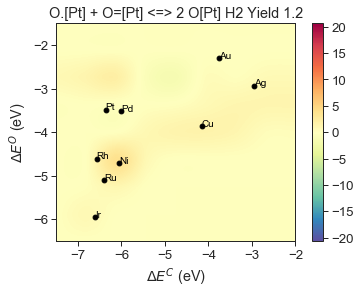 O.[Pt] + O=[Pt] <=> 2 O[Pt] H2 Yield 1.2
−2
−3
−4
−5
−6
ΔE^O (eV)
Au
Ag
Pt
Pd
Cu
Rh
Ni
Ru
Ir
−7
−6
−5
−4
−3
−2
ΔE^C (eV)
20
15
10
5
0
−5
−10
−15
−20